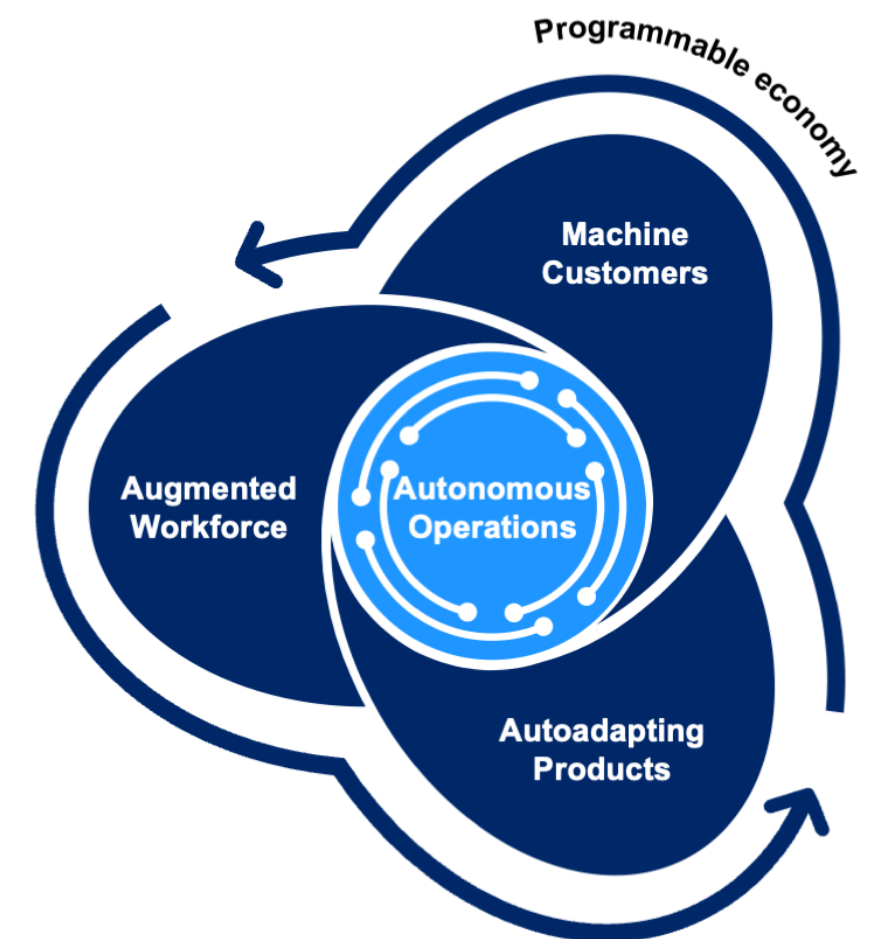 Programmable economy
Machine
Customers
Augmented
Workforce
Autonomous
Operations
Autoadapting
Products